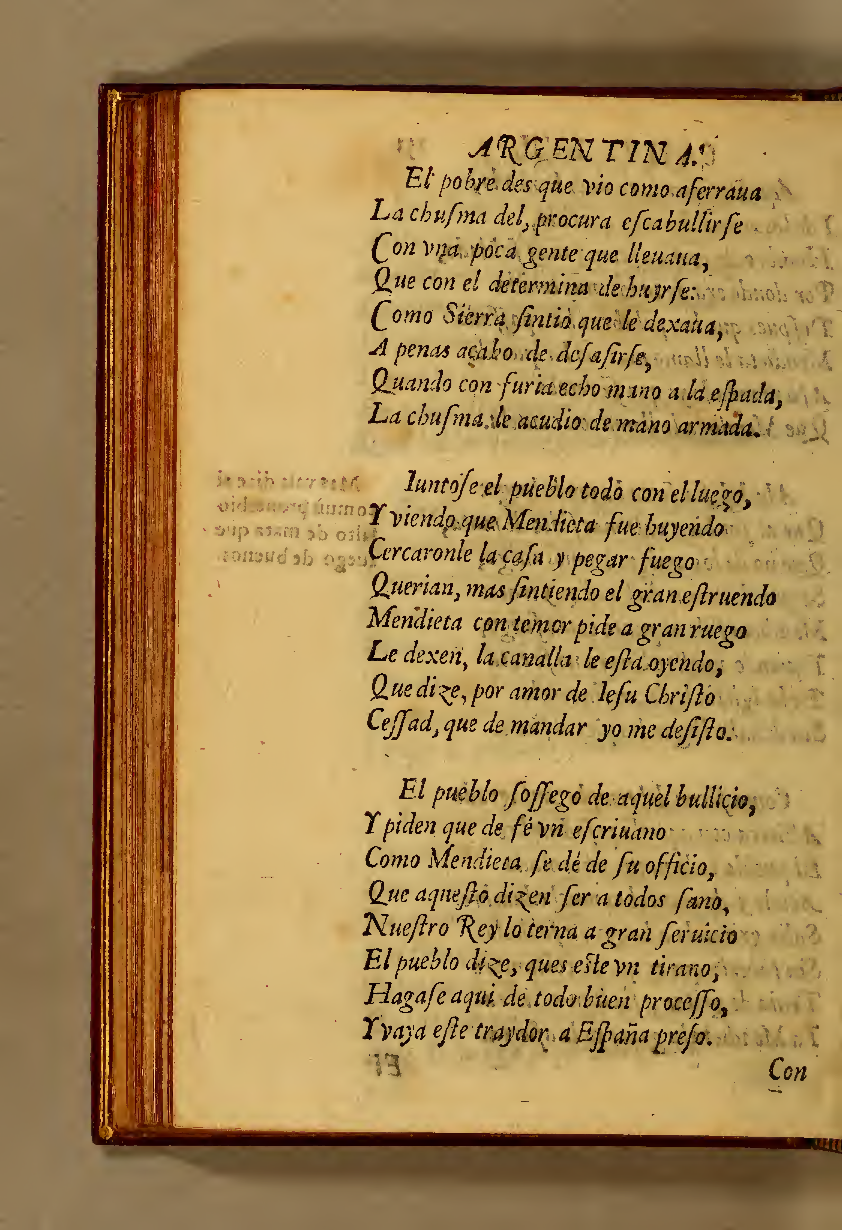 ARGENTINA.
El pobre des que vio como aferraua
La chuſma del, procura eſcabullirſe
Con vna poca gente que lleuaua,
Que con el determina de huyrſe:
Como Sierra ſintio que le dexaua,
A penas acabo de deſaſirſe,
Quando con furia echo mano a la eſpada,
La chuſma le acudio de mano armada.
Iuntoſe el pueblo todo con el luego,
Y viendo que Mendieta fue huyendo
Cercaronle la caſa y pegar fuego
Querian, mas ſintiendo el gran eſtruendo
Mendieta con temor pide a gran ruego
Le dexen, la canalla le eſta oyendo,
Que dize, por amor de Ieſu Chriſto
Ceſſad, que de mandar yo me deſiſto.
El pueblo ſoſſegó de aquel bullicio,
Y piden que de fé vn eſcriuano
Como Mendieta ſe dé de ſu officio,
Que aqueſto dizen ſer a todos ſano,
Nueſtro Rey lo terna a gran ſeruicio
El pueblo dize, ques eſte vn tirano,
Hagaſe aqui de todo buen proceſſo,
Y vaya eſte traydor a Eſpaña preſo.
Con